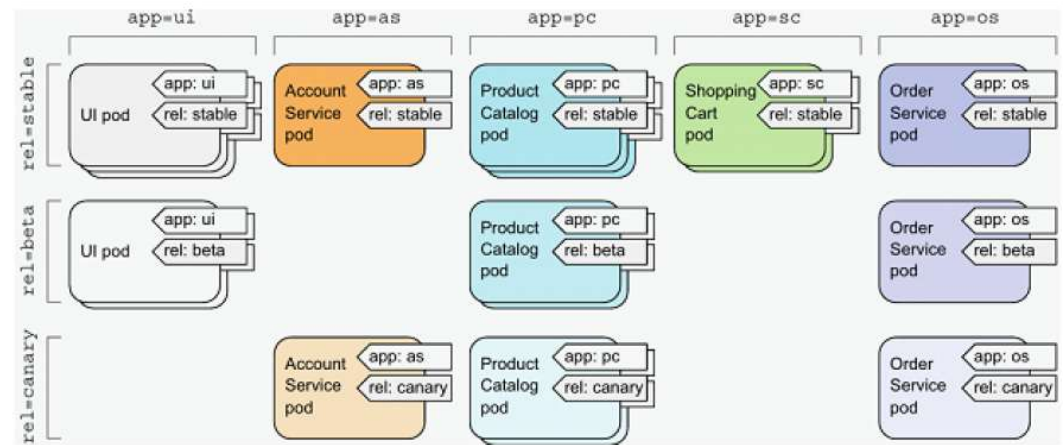 app=ui
app=as
app=pc
app=sc
app=os
rel=stable
UI pod
app: ui
rel: stable
Account
Service
pod
app: as
rel: stable
Product
Catalog
pod
app: pc
rel: stable
Shopping
Cart
pod
app: sc
rel: stable
Order
Service
pod
app: os
rel: stable
rel=beta
UI pod
app: ui
rel: beta
Product
Catalog
pod
app: pc
rel: beta
Order
Service
pod
app: os
rel: beta
rel=canary
Account
Service
pod
app: as
rel: canary
Product
Catalog
pod
app: pc
rel: canary
Order
Service
pod
app: os
rel: canary